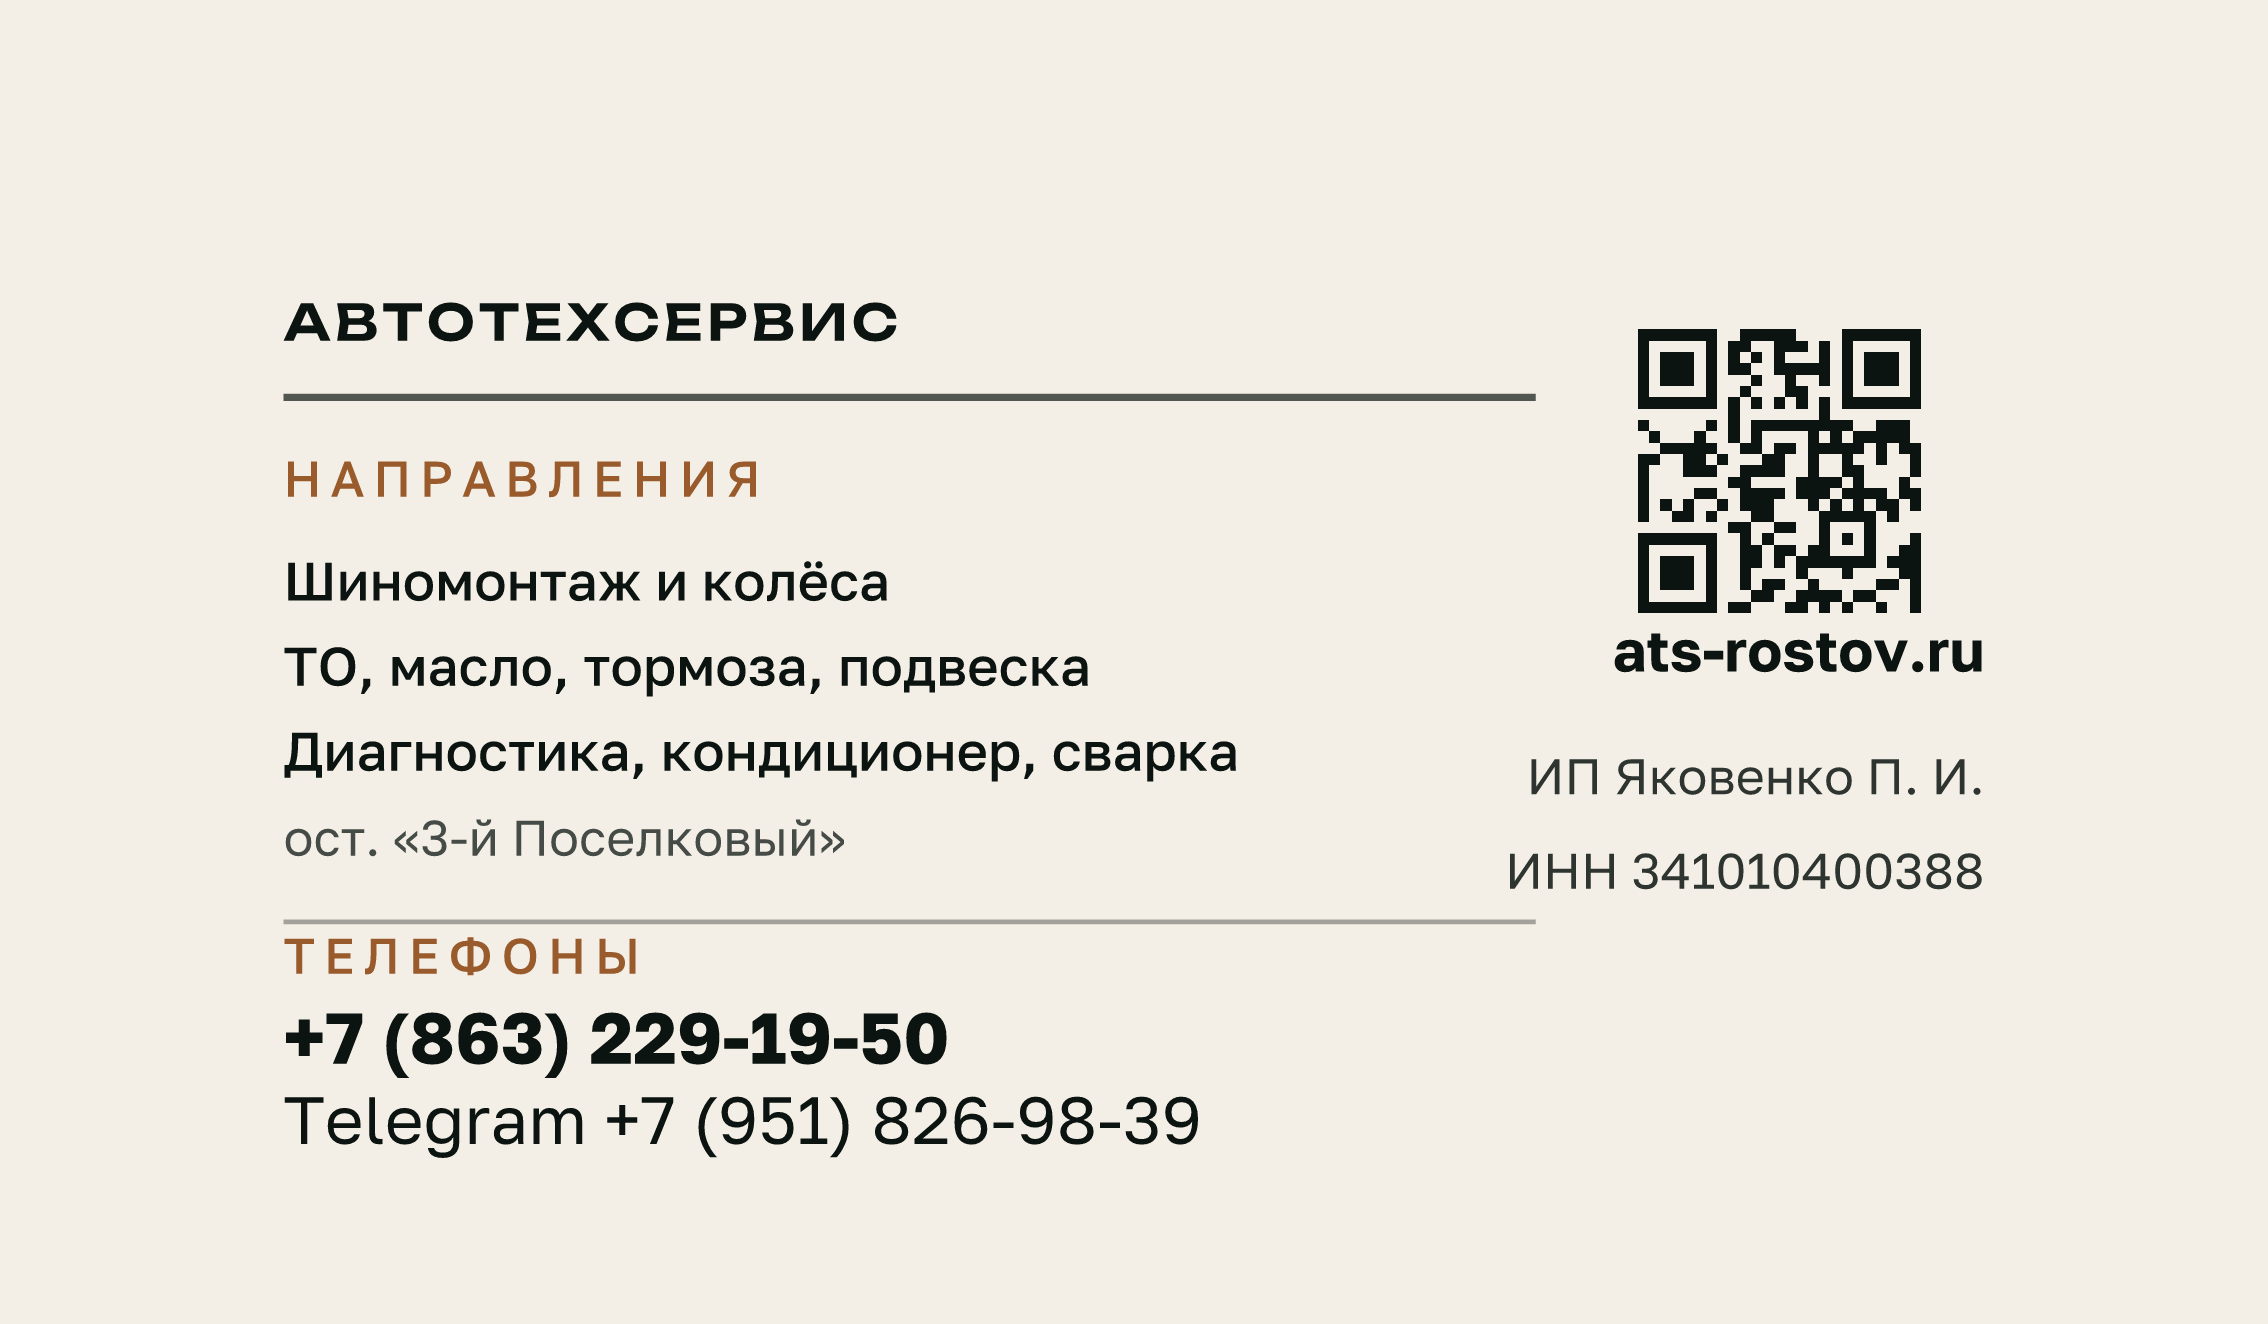 АВТОТЕХСЕРВИС
НАПРАВЛЕНИЯ
Шиномонтаж и колёса
ТО, масло, тормоза, подвеска
Диагностика, кондиционер, сварка
ост. «3-й Поселковый»
ТЕЛЕФОНЫ
+7 (863) 229-19-50
Telegram +7 (951) 826-98-39
ats-rostov.ru
ИП Яковенко П. И.
ИНН 341010400388